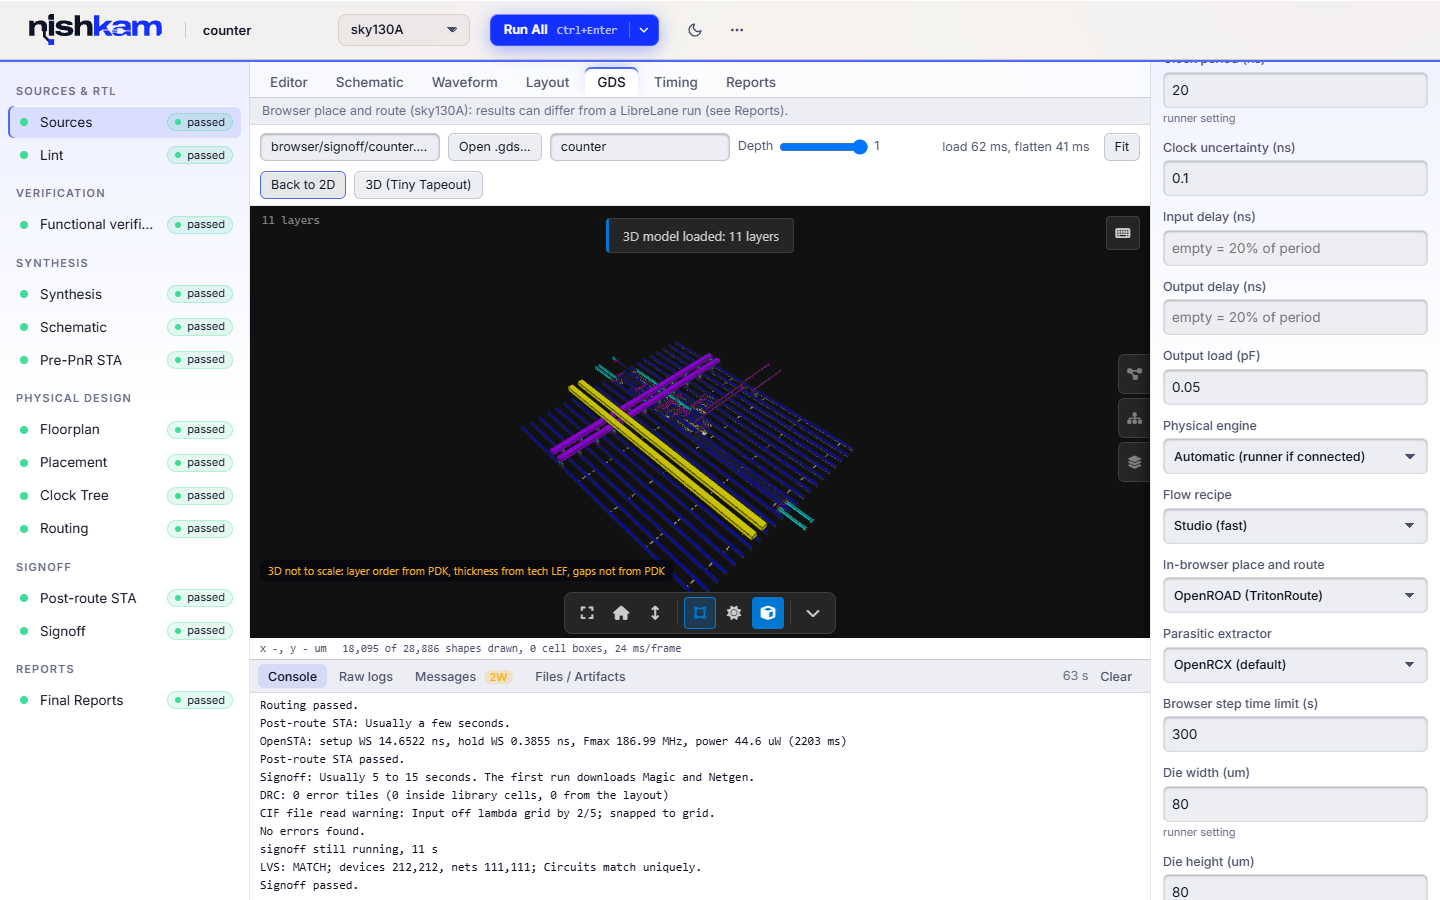 nishkam
counter
sky130A
Run All Ctrl+Enter
SOURCES & RTL
Sources passed
Lint passed
VERIFICATION
Functional verifi... passed
SYNTHESIS
Synthesis passed
Schematic passed
Pre-PnR STA passed
PHYSICAL DESIGN
Floorplan passed
Placement passed
Clock Tree passed
Routing passed
SIGNOFF
Post-route STA passed
Signoff passed
REPORTS
Final Reports passed
Editor Schematic Waveform Layout GDS Timing Reports
Browser place and route (sky130A): results can differ from a LibreLane run (see Reports).
browser/signoff/counter.... Open .gds... counter Depth 1 load 62 ms, flatten 41 ms Fit
Back to 2D 3D (Tiny Tapeout)
11 layers
3D model loaded: 11 layers
3D not to scale: layer order from PDK, thickness from tech LEF, gaps not from PDK
x -, y - um 18,095 of 28,886 shapes drawn, 0 cell boxes, 24 ms/frame
Console Raw logs Messages 2W Files / Artifacts 63 s Clear
Routing passed.
Post-route STA: Usually a few seconds.
OpenSTA: setup WS 14.6522 ns, hold WS 0.3855 ns, Fmax 186.99 MHz, power 44.6 uW (2203 ms)
Post-route STA passed.
Signoff: Usually 5 to 15 seconds. The first run downloads Magic and Netgen.
DRC: 0 error tiles (0 inside library cells, 0 from the layout)
CIF file read warning: Input off lambda grid by 2/5; snapped to grid.
No errors found.
signoff still running, 11 s
LVS: MATCH; devices 212,212, nets 111,111; Circuits match uniquely.
Signoff passed.
Clock period (ns)
20
runner setting
Clock uncertainty (ns)
0.1
Input delay (ns)
empty = 20% of period
Output delay (ns)
empty = 20% of period
Output load (pF)
0.05
Physical engine
Automatic (runner if connected)
Flow recipe
Studio (fast)
In-browser place and route
OpenROAD (TritonRoute)
Parasitic extractor
OpenRCX (default)
Browser step time limit (s)
300
Die width (um)
80
runner setting
Die height (um)
80